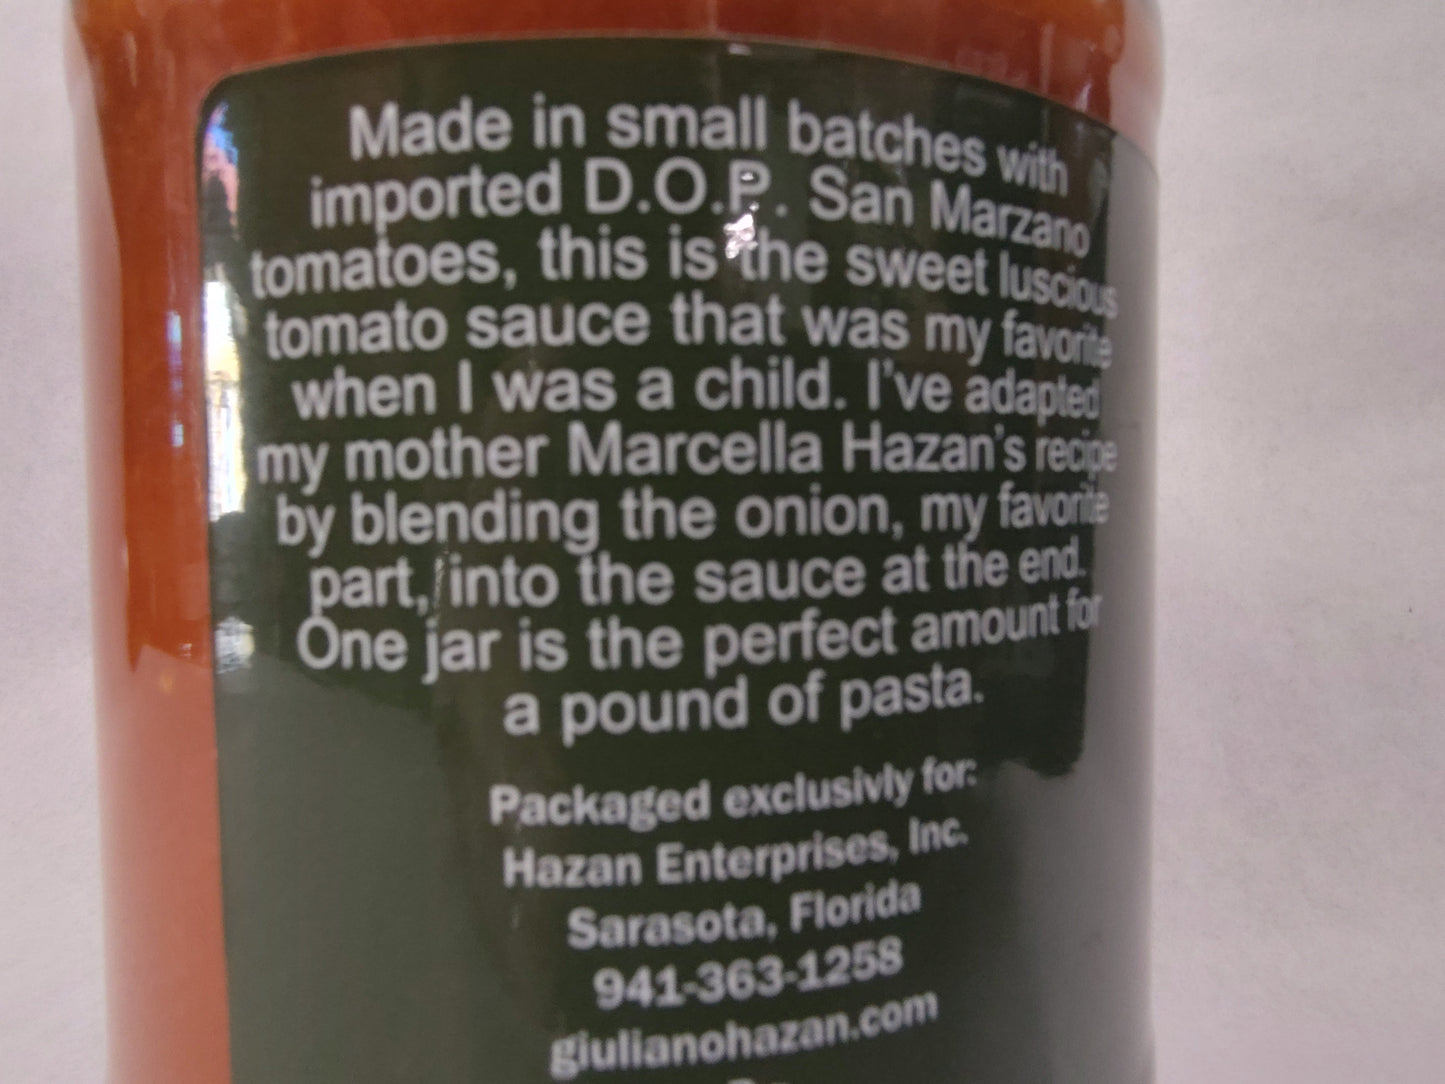 Made in small batches with
imported D.O.P. San Marzano
tomatoes, this is the sweet luscious
tomato sauce that was my favorite
when I was a child. I've adapted
my mother Marcella Hazan's recipe
by blending the onion, my favorite
part, into the sauce at the end.
One jar is the perfect amount for
a pound of pasta.
Packaged exclusivly for:
Hazan Enterprises, Inc.
Sarasota, Florida
941-363-1258
giulianohazan.com